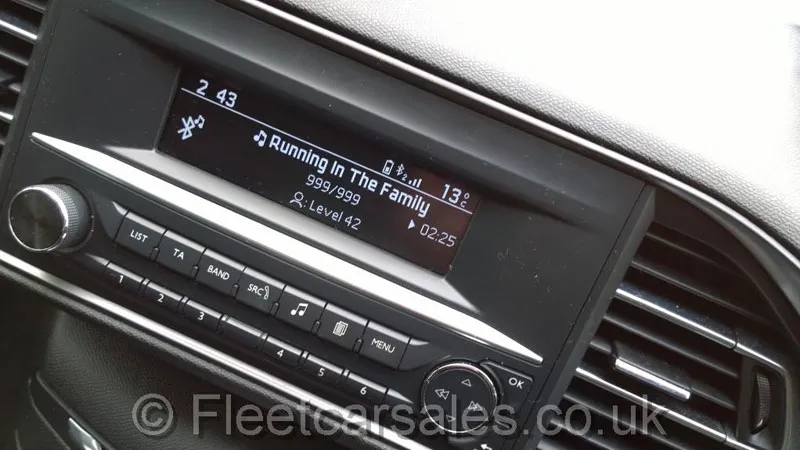 2 43
13°C
Running In The Family
999/999
: Level 42
02:25
LIST
TA
BAND
SRC
MENU
1
2
3
4
5
6
OK
© Fleetcarsales.co.uk